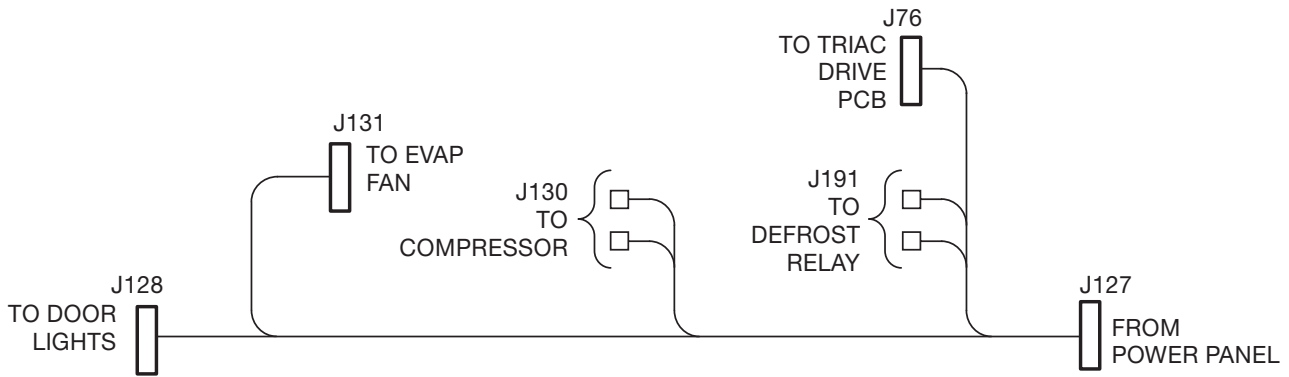 J76
TO TRIAC
DRIVE
PCB
J131
TO EVAP
FAN
J130
TO
COMPRESSOR
J191
TO
DEFROST
RELAY
J128
TO DOOR
LIGHTS
J127
FROM
POWER PANEL